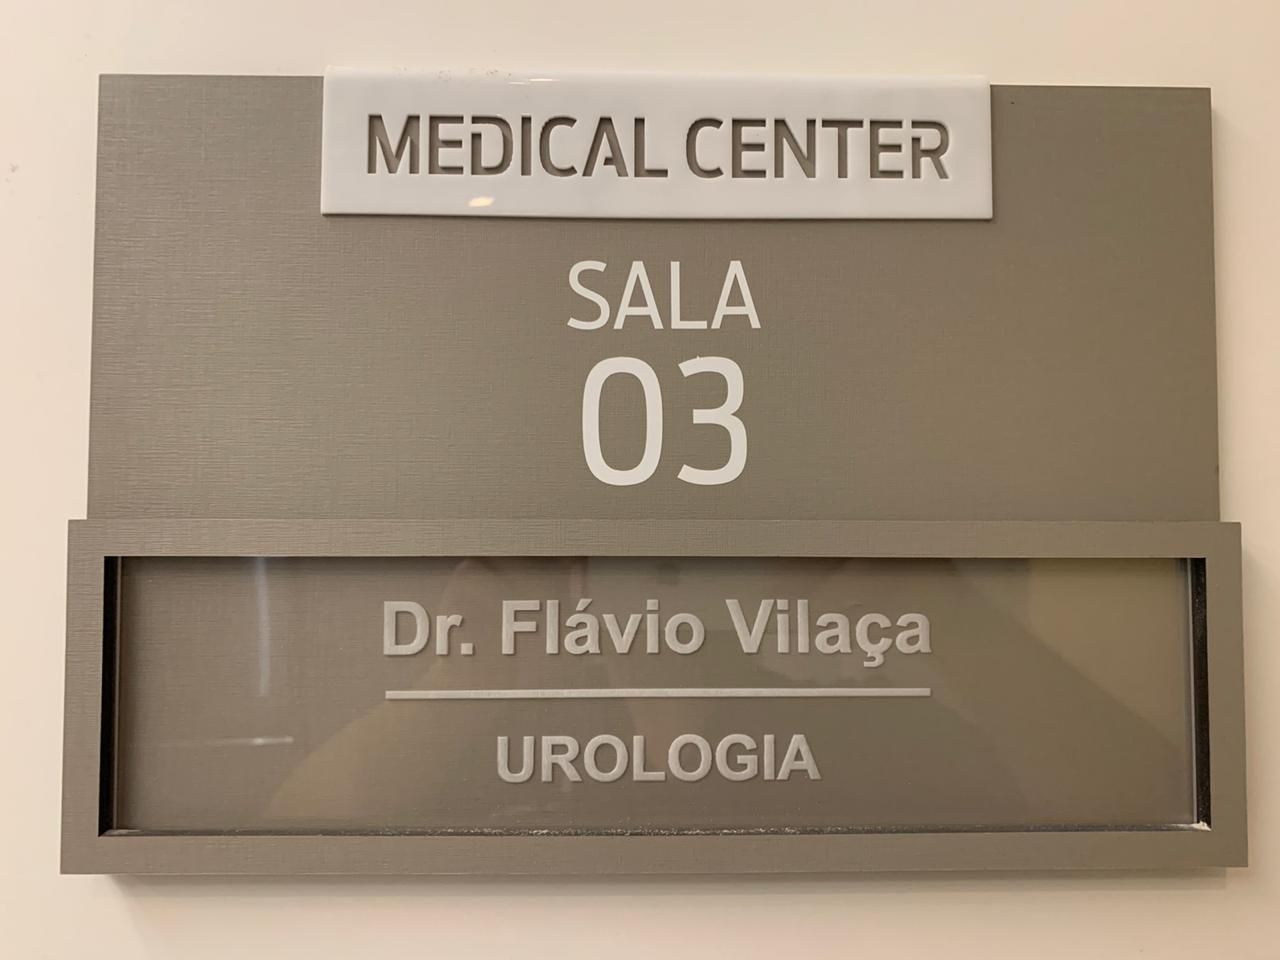 MEDICAL CENTER
SALA
03
Dr. Flávio Vilaça
UROLOGIA